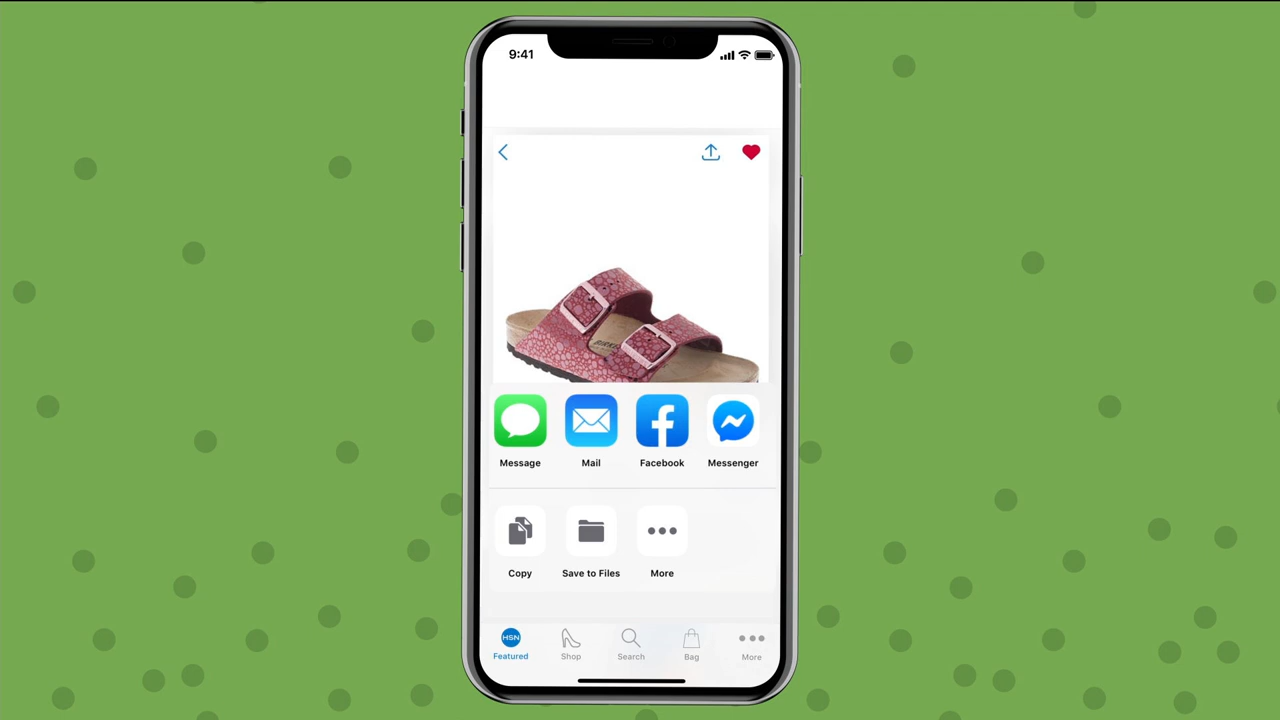 9:41
Message Mail Facebook Messenger
Copy Save to Files More
HSN
Featured Shop Search Bag More